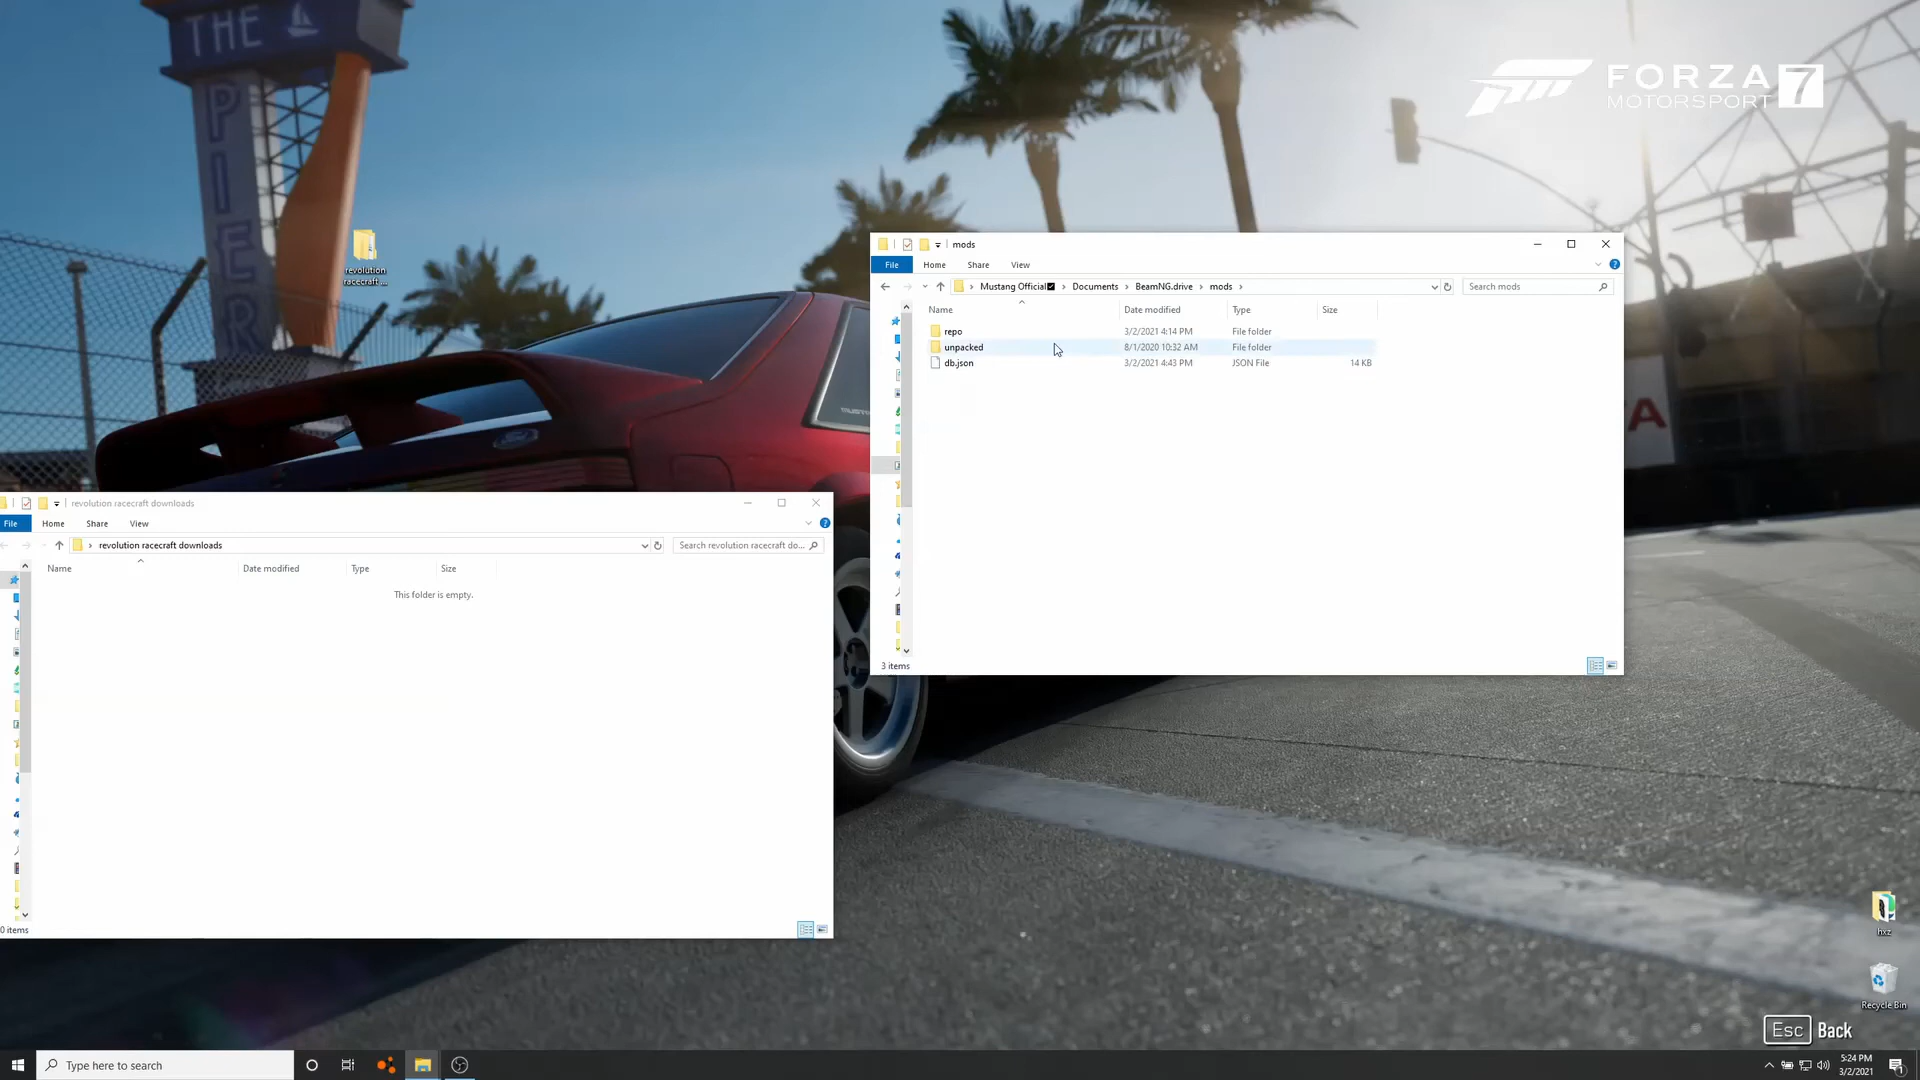 THE
PIER
FORZA
MOTORSPORT 7
revolution
racecraft ...
mods
File Home Share View
Mustang Official☑ › Documents › BeamNG.drive › mods ›
Search mods
Name Date modified Type Size
repo 3/2/2021 4:14 PM File folder
unpacked 8/1/2020 10:32 AM File folder
db.json 3/2/2021 4:43 PM JSON File 14 KB
3 items
revolution racecraft downloads
File Home Share View
› revolution racecraft downloads
Search revolution racecraft do...
Name Date modified Type Size
This folder is empty.
0 items
hxz
Recycle Bin
Esc Back
Type here to search
5:24 PM
3/2/2021